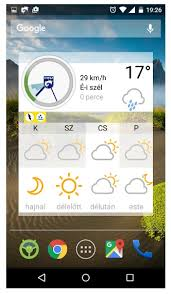 19:26
Google
17°
29 km/h
É-i szél
0 perce
K SZ CS P
hajnal délelőtt délután este